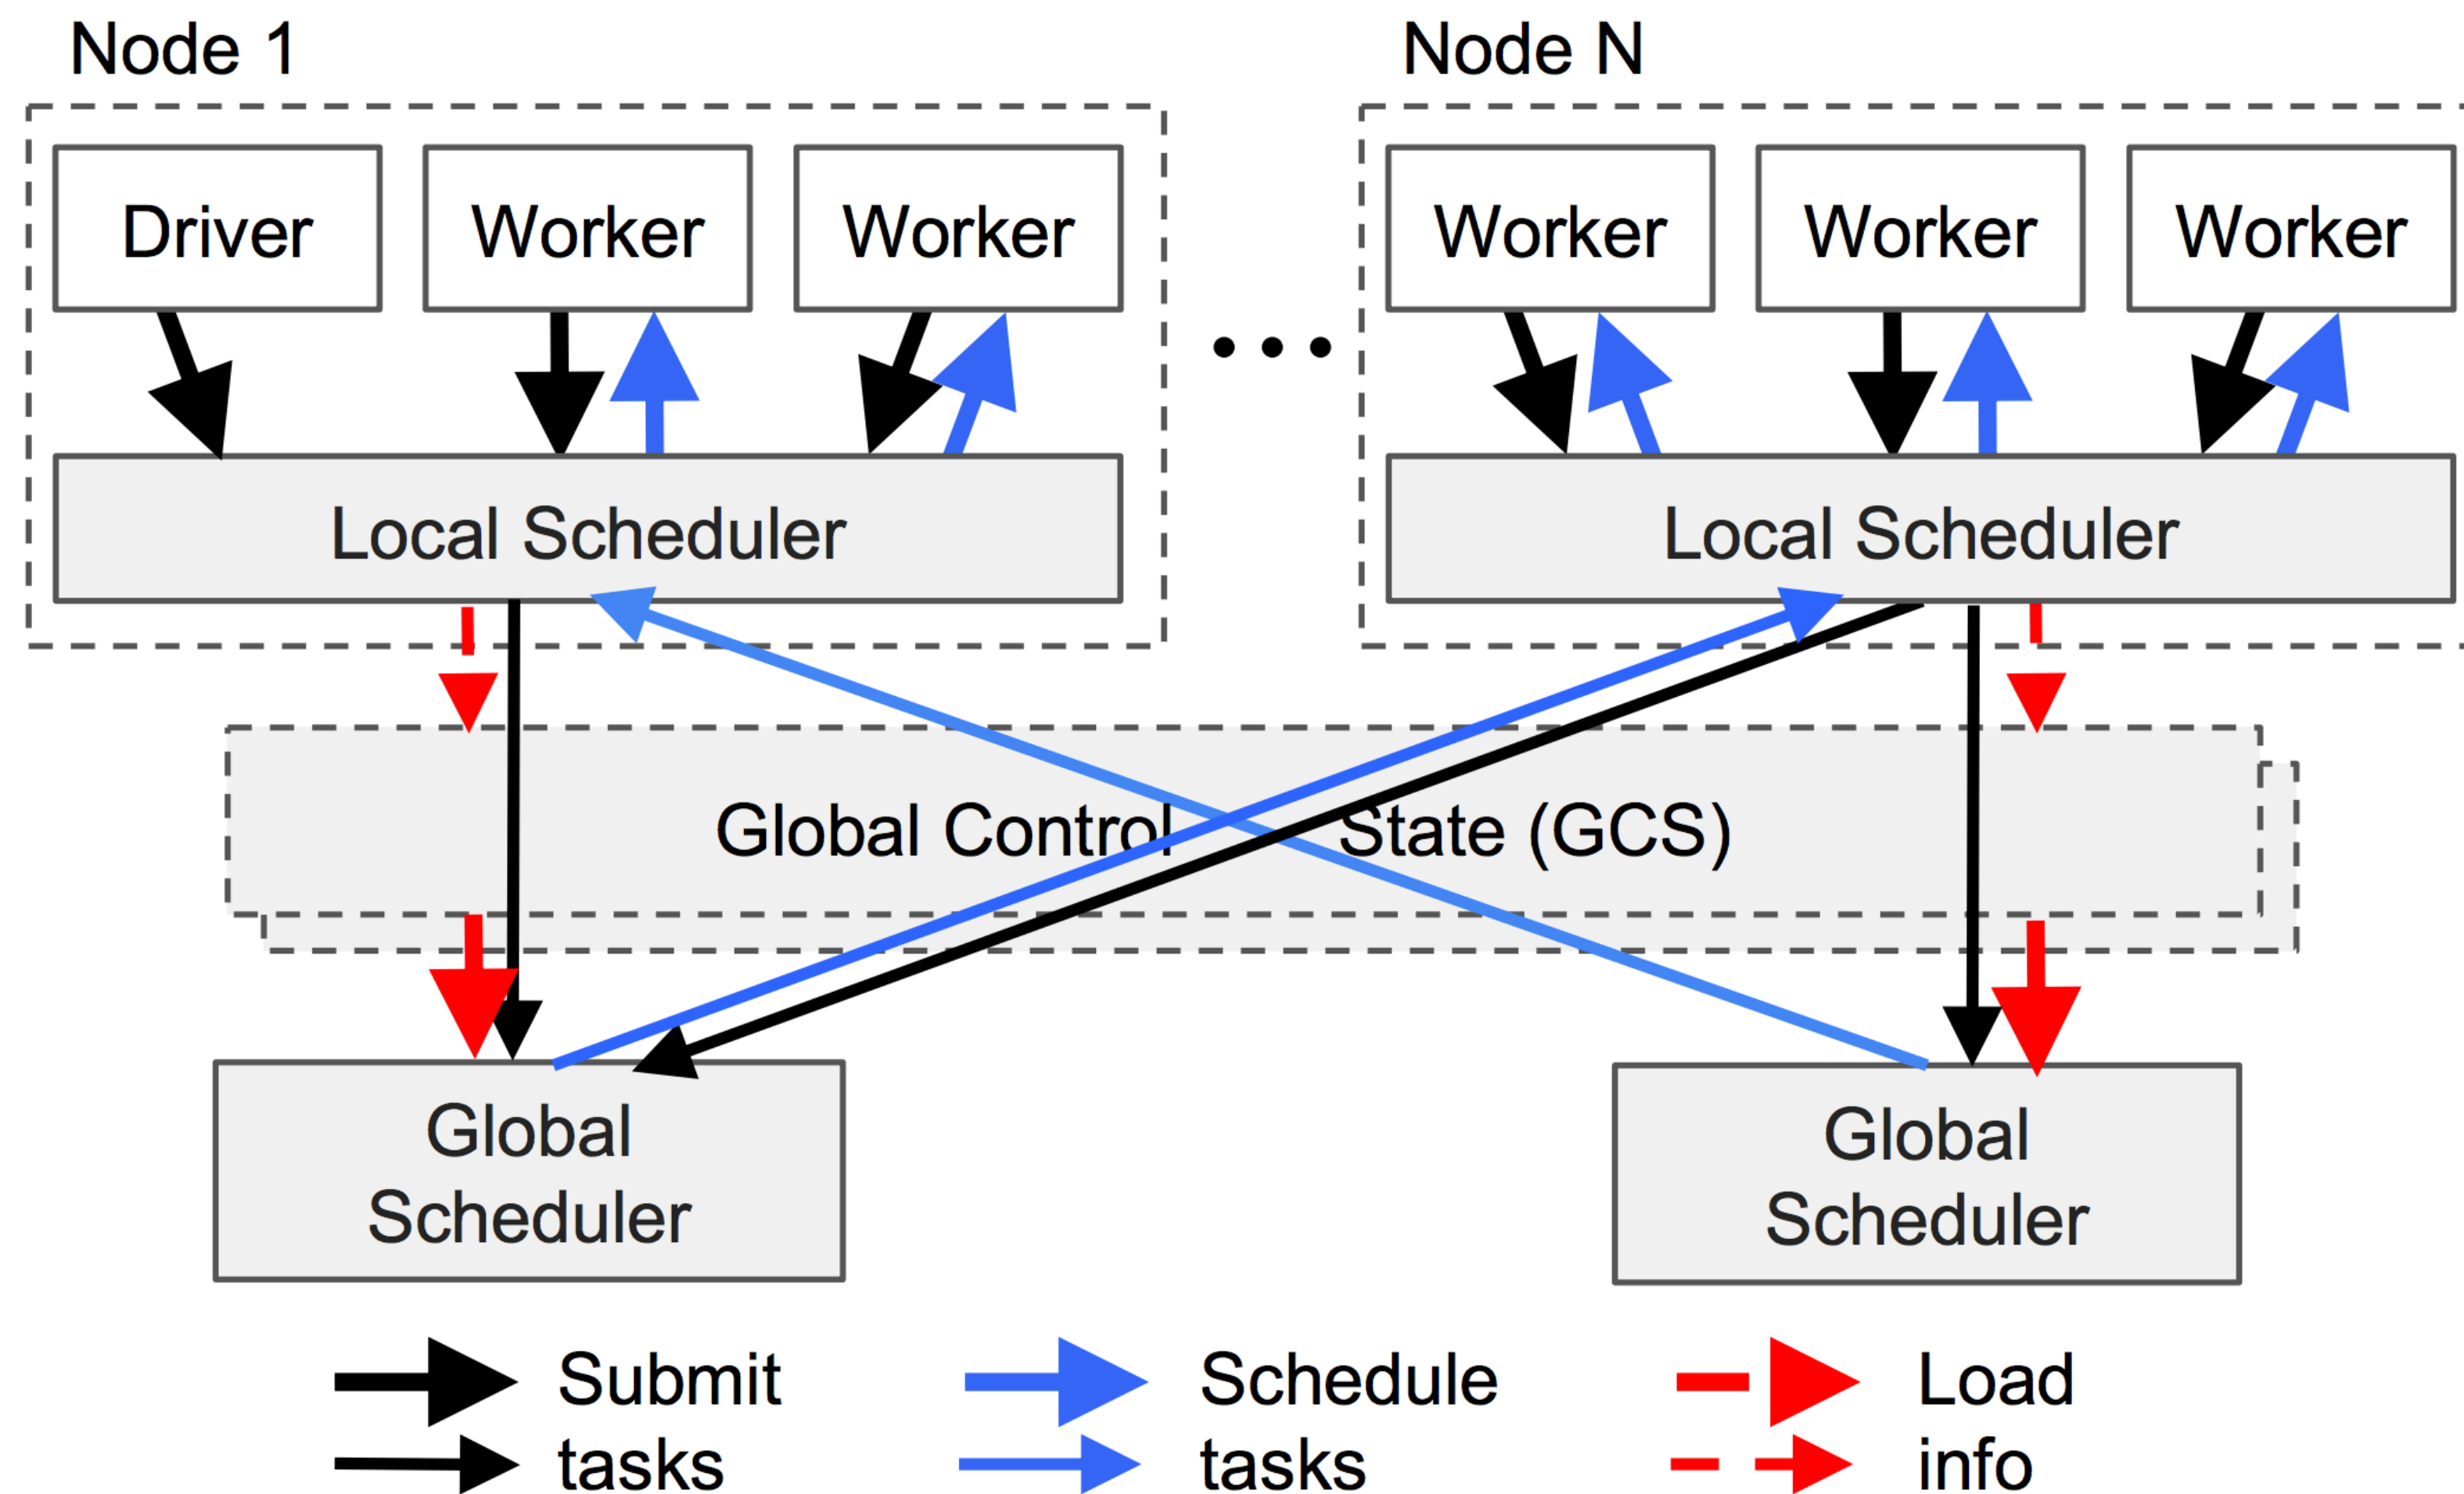 Node 1
Node N
Driver
Worker
Worker
Worker
Worker
Worker
Local Scheduler
Local Scheduler
Global Control State (GCS)
Global
Scheduler
Global
Scheduler
Submit
tasks
Schedule
tasks
Load
info